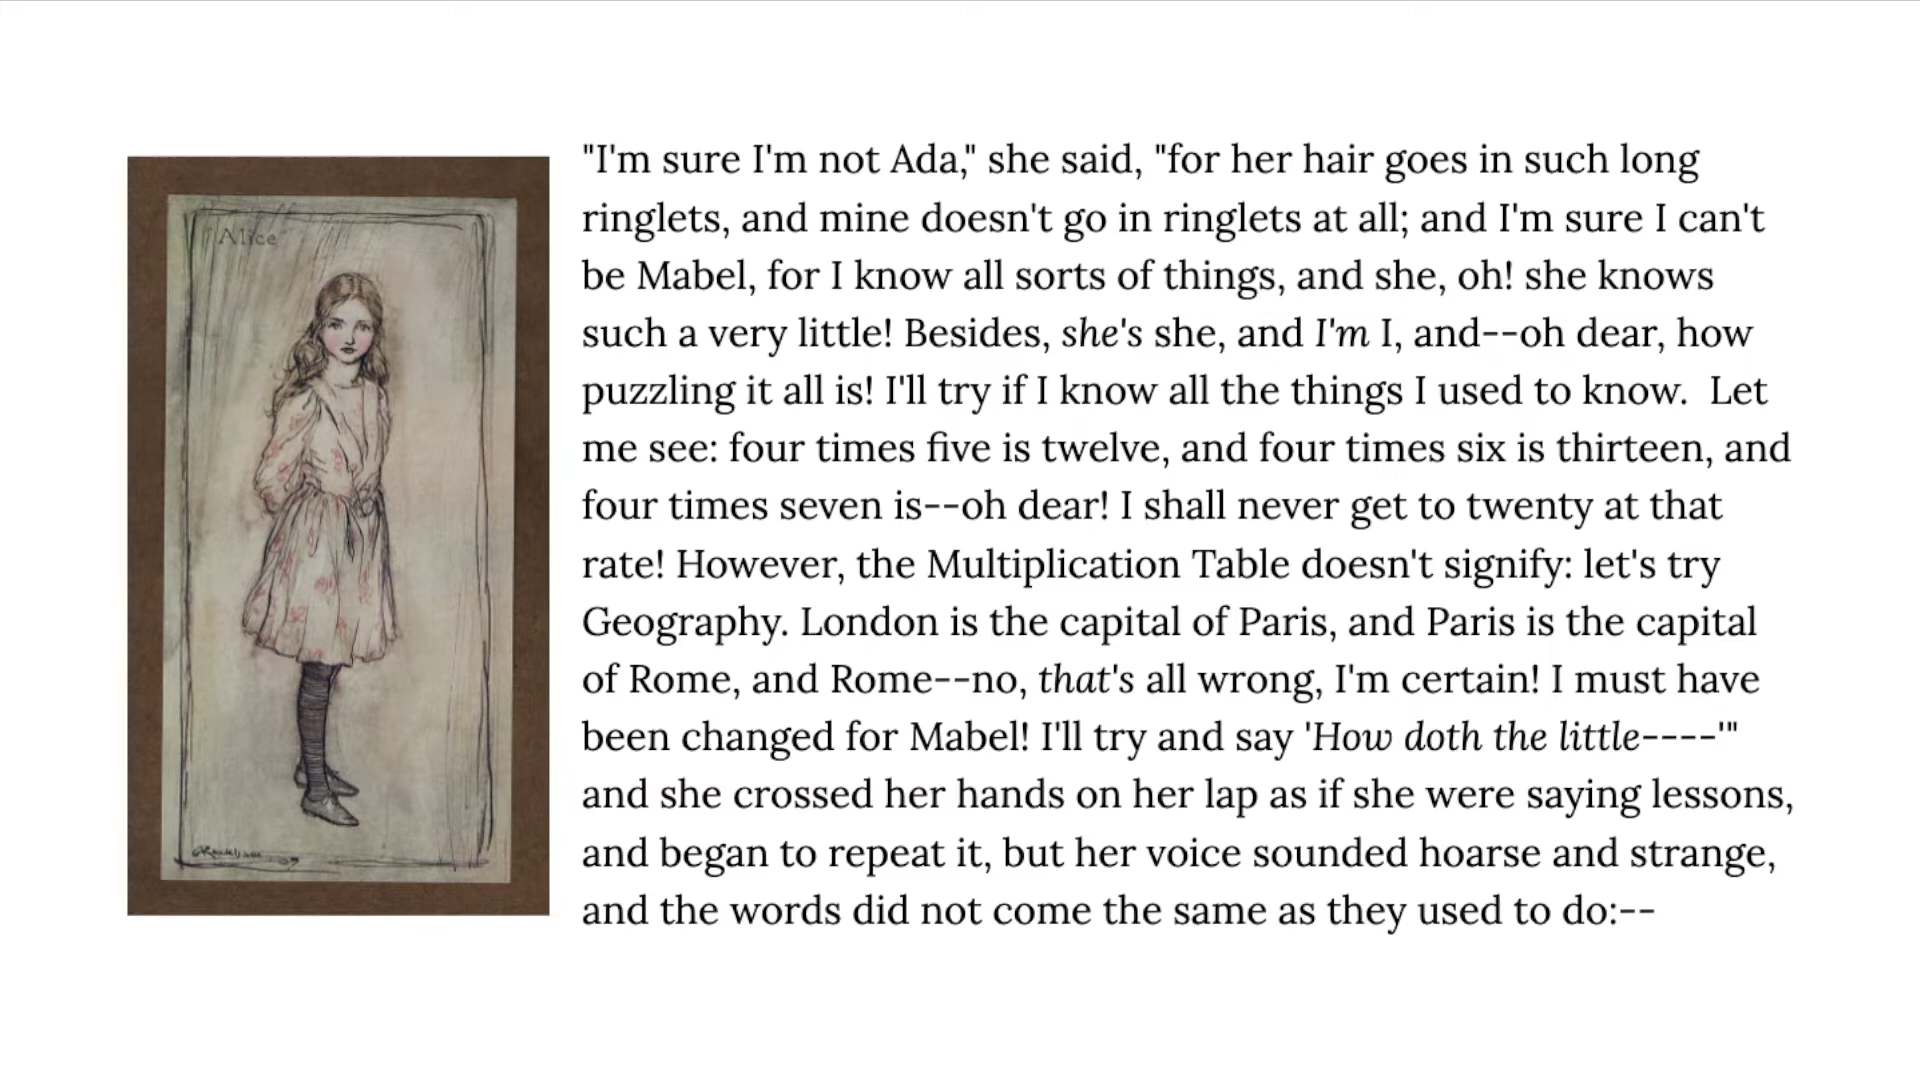 Alice
"I'm sure I'm not Ada," she said, "for her hair goes in such long
ringlets, and mine doesn't go in ringlets at all; and I'm sure I can't
be Mabel, for I know all sorts of things, and she, oh! she knows
such a very little! Besides, she's she, and I'm I, and--oh dear, how
puzzling it all is! I'll try if I know all the things I used to know.  Let
me see: four times five is twelve, and four times six is thirteen, and
four times seven is--oh dear! I shall never get to twenty at that
rate! However, the Multiplication Table doesn't signify: let's try
Geography. London is the capital of Paris, and Paris is the capital
of Rome, and Rome--no, that's all wrong, I'm certain! I must have
been changed for Mabel! I'll try and say 'How doth the little----'"
and she crossed her hands on her lap as if she were saying lessons,
and began to repeat it, but her voice sounded hoarse and strange,
and the words did not come the same as they used to do:--